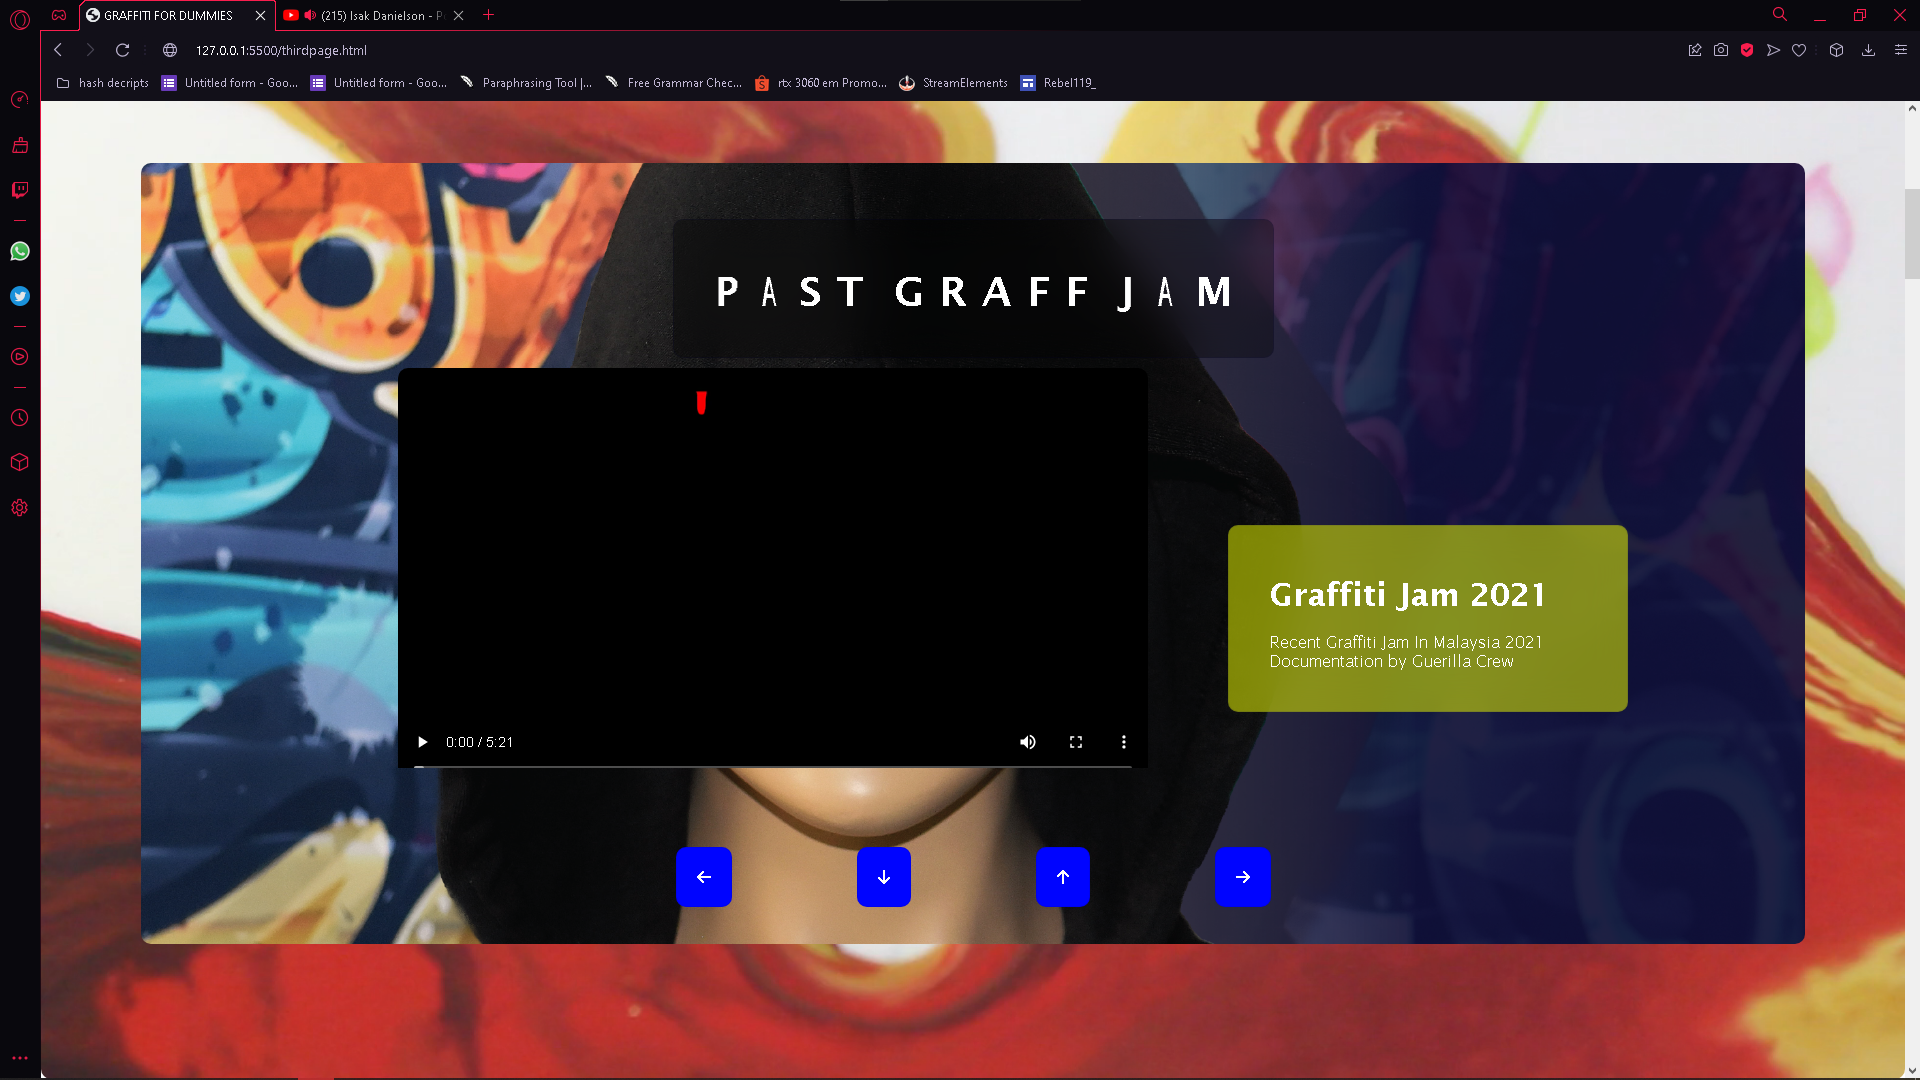 GRAFFITI FOR DUMMIES
(215) Isak Danielson - P
127.0.0.1:5500/thirdpage.html
hash decripts
Untitled form - Goo...
Untitled form - Goo...
Paraphrasing Tool |...
Free Grammar Chec...
rtx 3060 em Promo...
StreamElements
Rebel119_
PAST GRAFF JAM
Graffiti Jam 2021
Recent Graffiti Jam In Malaysia 2021
Documentation by Guerilla Crew
0:00 / 5:21